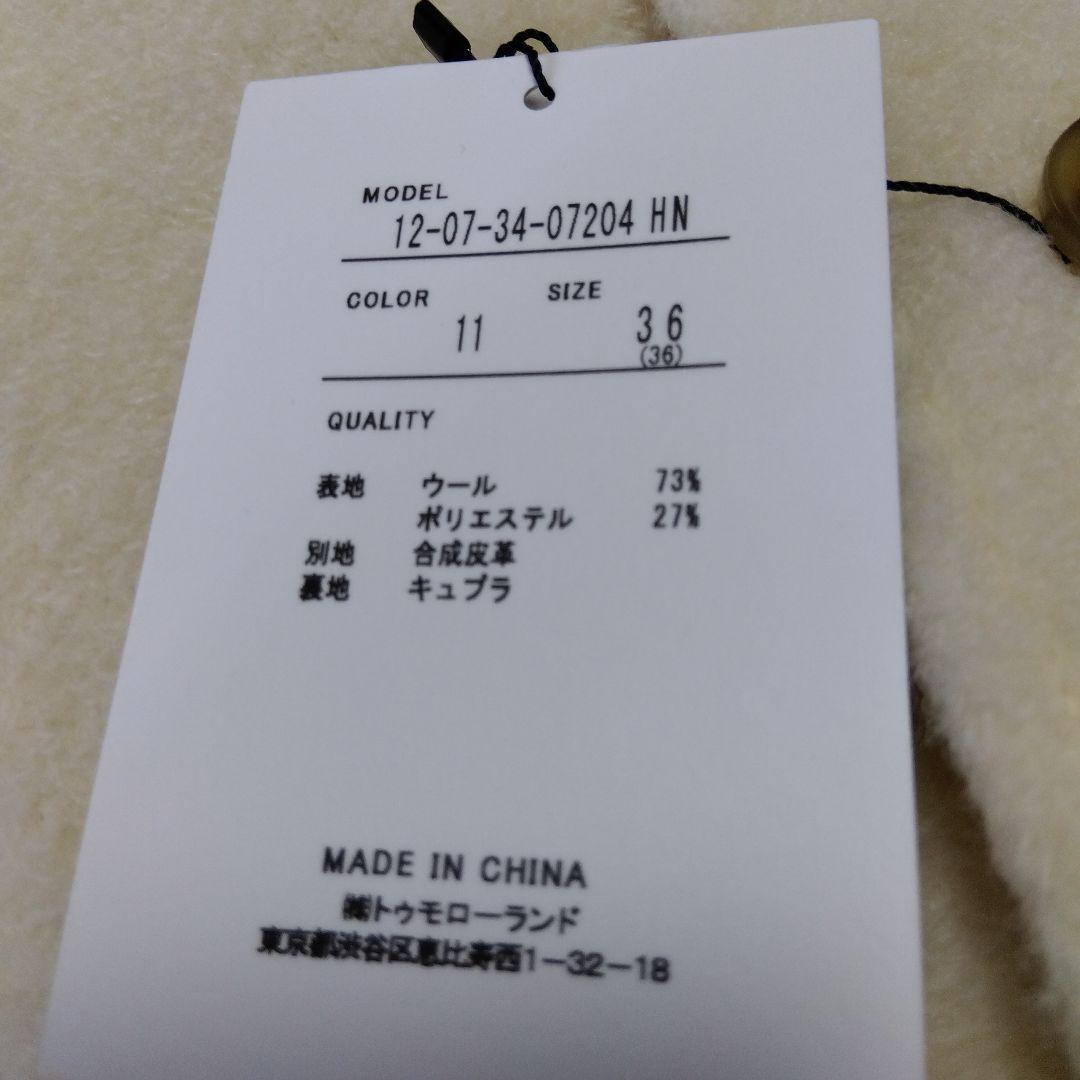 MODEL
12-07-34-07204 HN
COLOR SIZE
11 36
(36)
QUALITY
表地 ウール 73%
ポリエステル 27%
別地 合成皮革
裏地 キュプラ
MADE IN CHINA
㈱トゥモローランド
東京都渋谷区恵比寿西1-32-18